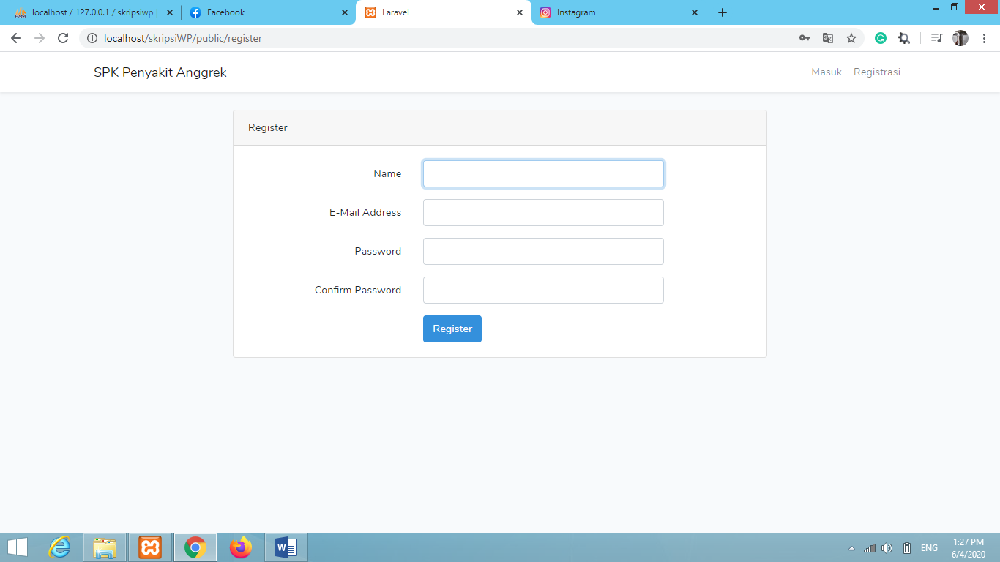 localhost / 127.0.0.1 / skripsiwp
Facebook
Laravel
Instagram
localhost/skripsiWP/public/register
SPK Penyakit Anggrek
Masuk
Registrasi
Register
Name
E-Mail Address
Password
Confirm Password
Register
ENG
1:27 PM
6/4/2020